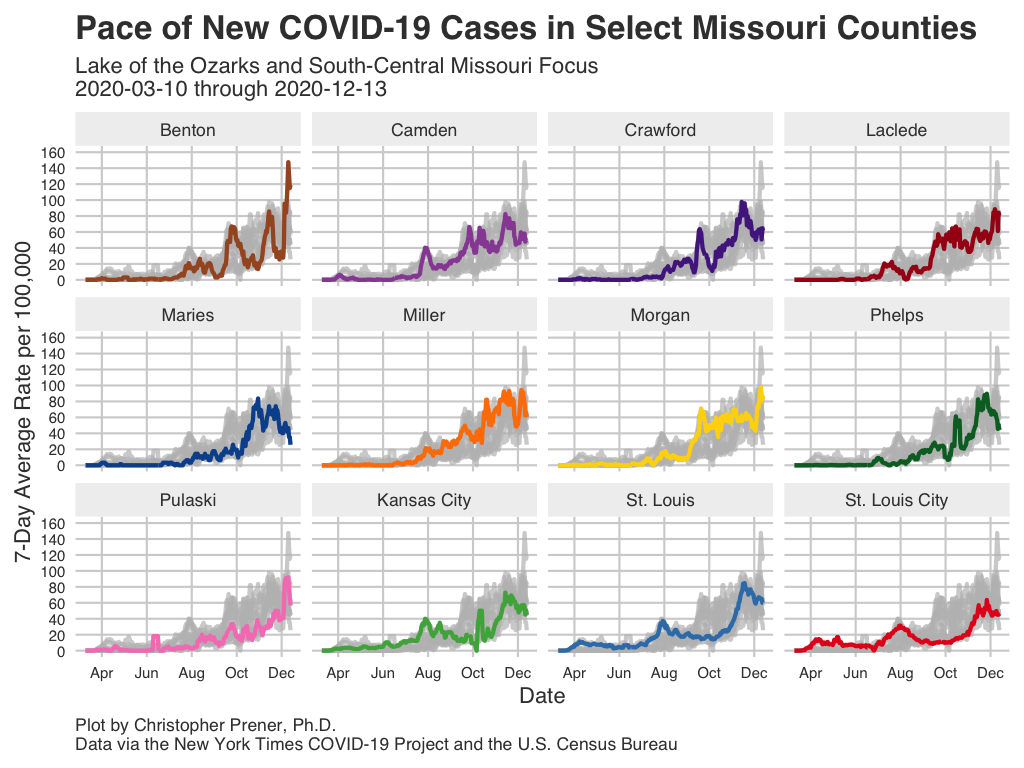 Pace of New COVID-19 Cases in Select Missouri Counties
Lake of the Ozarks and South-Central Missouri Focus
2020-03-10 through 2020-12-13
Benton Camden Crawford Laclede
160
140
120
100
80
60
40
20
0
Maries Miller Morgan Phelps
160
140
120
100
80
60
40
20
0
Pulaski Kansas City St. Louis St. Louis City
160
140
120
100
80
60
40
20
0
7-Day Average Rate per 100,000
Apr Jun Aug Oct Dec Apr Jun Aug Oct Dec Apr Jun Aug Oct Dec Apr Jun Aug Oct Dec
Date
Plot by Christopher Prener, Ph.D.
Data via the New York Times COVID-19 Project and the U.S. Census Bureau